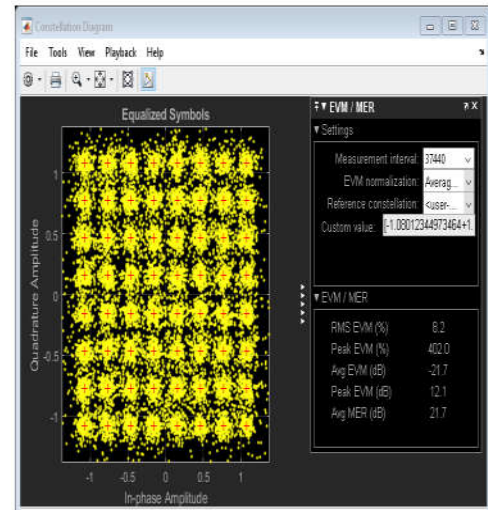 Constellation Diagram
File Tools View Playback Help
Equalized Symbols
1
0.5
0
-0.5
-1
Quadrature Amplitude
-1 -0.5 0 0.5 1
In-phase Amplitude
EVM / MER
Settings
Measurement interval: 37440
EVM normalization: Averag...
Reference constellation: <user-...
Custom value: [-1.08012344973464+1.
EVM / MER
RMS EVM (%) 8.2
Peak EVM (%) 402.0
Avg EVM (dB) -21.7
Peak EVM (dB) 12.1
Avg MER (dB) 21.7